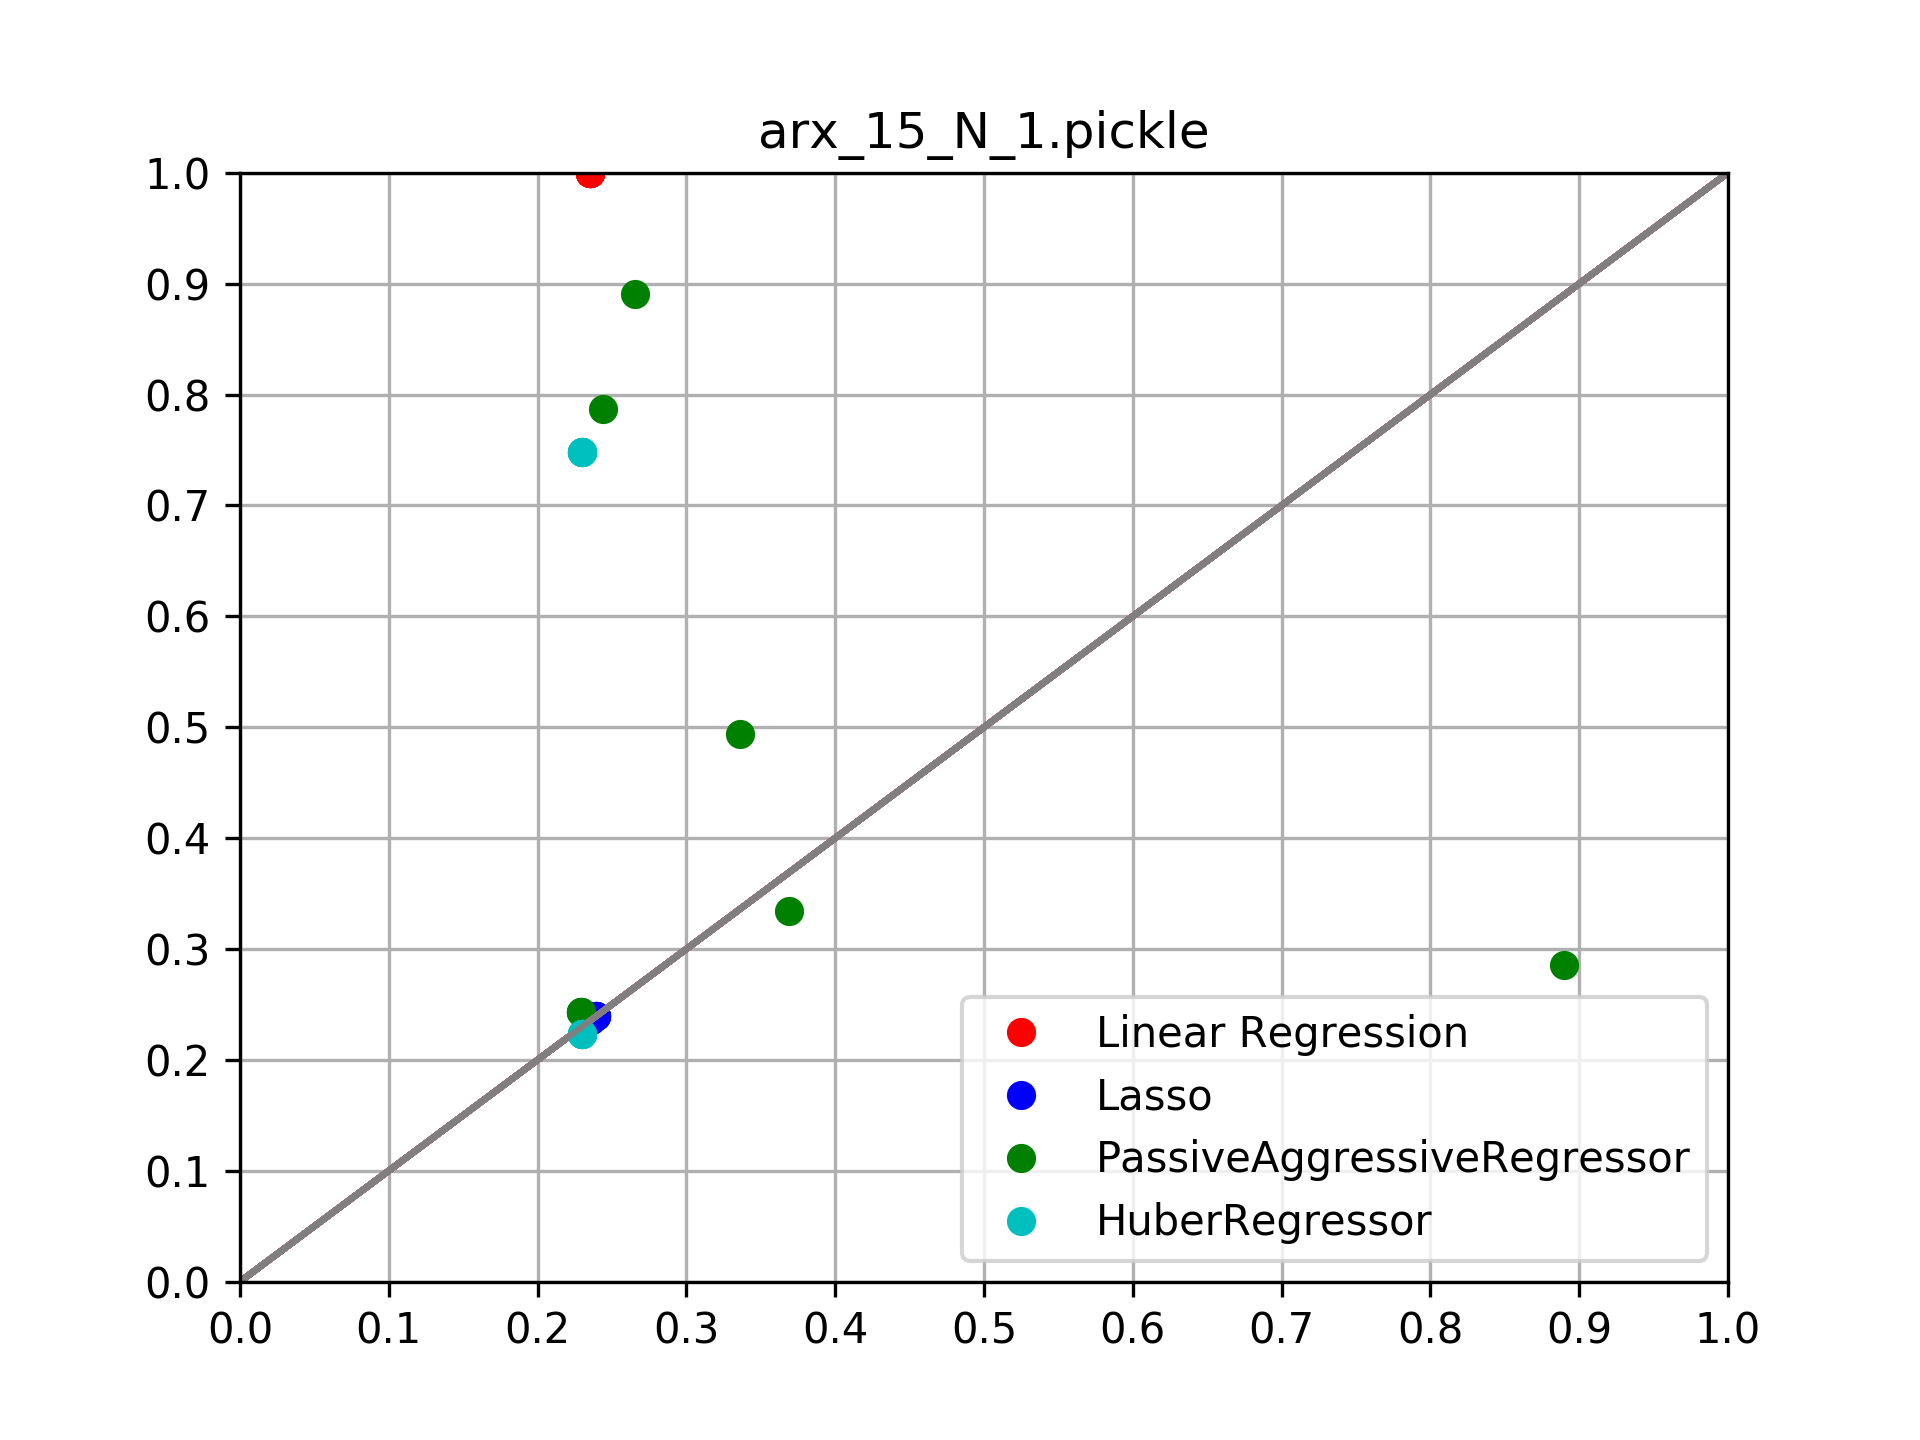 arx_15_N_1.pickle
1.0
0.9
0.8
0.7
0.6
0.5
0.4
0.3
0.2
0.1
0.0
0.0 0.1 0.2 0.3 0.4 0.5 0.6 0.7 0.8 0.9 1.0
Linear Regression
Lasso
PassiveAggressiveRegressor
HuberRegressor